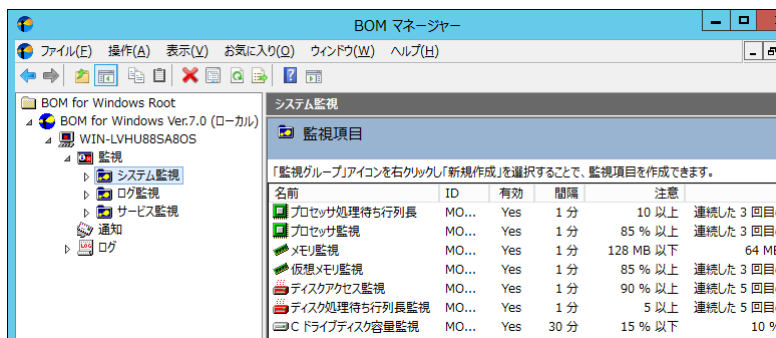 BOM マネージャー
ファイル(F) 操作(A) 表示(V) お気に入り(O) ウィンドウ(W) ヘルプ(H)
BOM for Windows Root
BOM for Windows Ver.7.0 (ローカル)
WIN-LVHU88SA8OS
監視
システム監視
ログ監視
サービス監視
通知
ログ
システム監視
監視項目
「監視グループ」アイコンを右クリックし「新規作成」を選択することで、監視項目を作成できます。
名前 ID 有効 間隔 注意
プロセッサ処理待ち行列長 MO... Yes 1 分 10 以上 連続した 3 回目
プロセッサ監視 MO... Yes 1 分 85 % 以上 連続した 3 回目
メモリ監視 MO... Yes 1 分 128 MB 以下 64 M
仮想メモリ監視 MO... Yes 1 分 85 % 以上 連続した 3 回目
ディスクアクセス監視 MO... Yes 1 分 90 % 以上 連続した 3 回目
ディスク処理待ち行列長監視 MO... Yes 1 分 5 以上 連続した 5 回目
C ドライブディスク容量監視 MO... Yes 30 分 15 % 以下 10 %